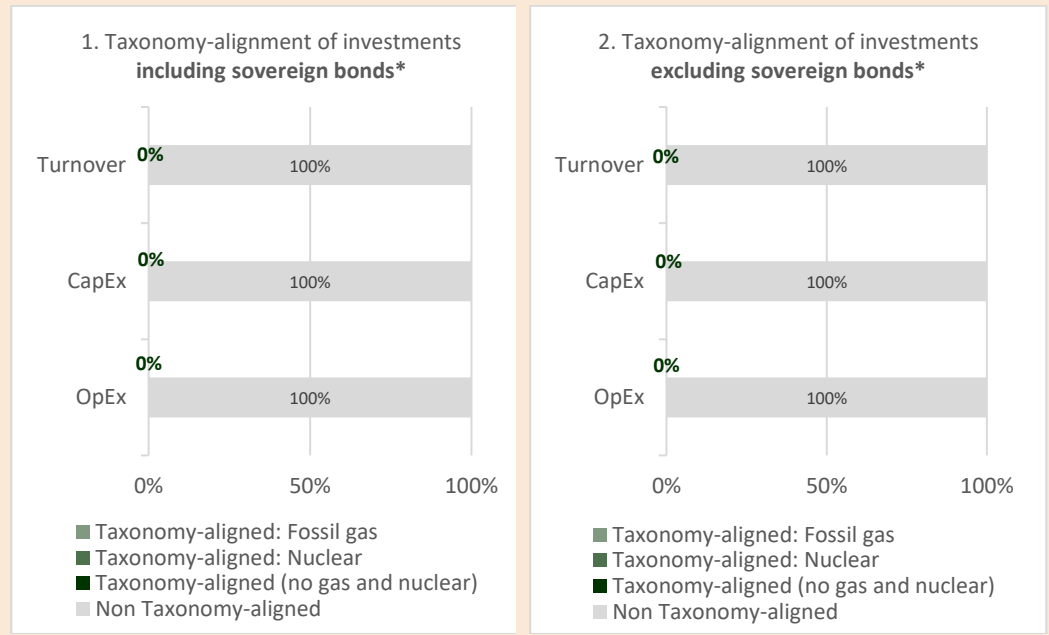 1. Taxonomy-alignment of investments
including sovereign bonds*
Turnover
0%
100%
CapEx
0%
100%
OpEx
0%
100%
0%
50%
100%
Taxonomy-aligned: Fossil gas
Taxonomy-aligned: Nuclear
Taxonomy-aligned (no gas and nuclear)
Non Taxonomy-aligned
2. Taxonomy-alignment of investments
excluding sovereign bonds*
Turnover
0%
100%
CapEx
0%
100%
OpEx
0%
100%
0%
50%
100%
Taxonomy-aligned: Fossil gas
Taxonomy-aligned: Nuclear
Taxonomy-aligned (no gas and nuclear)
Non Taxonomy-aligned